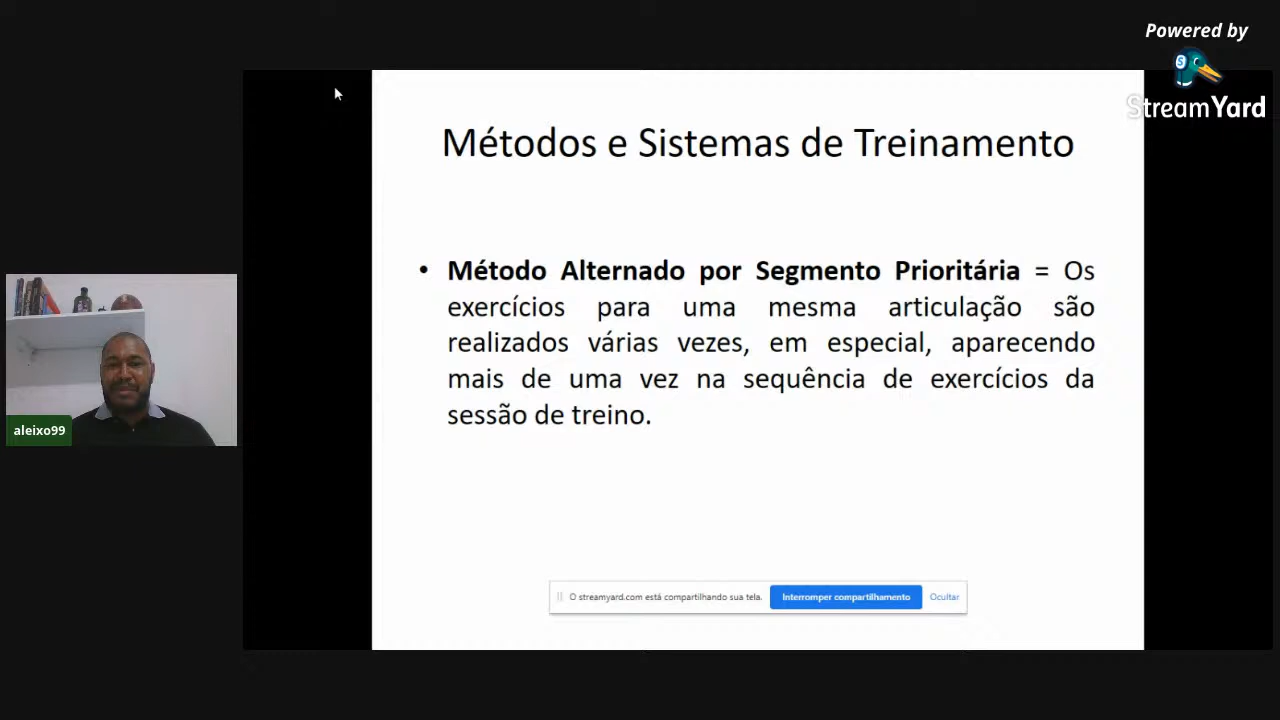 Powered by
StreamYard
Métodos e Sistemas de Treinamento
• Método Alternado por Segmento Prioritária = Os
exercícios para uma mesma articulação são
realizados várias vezes, em especial, aparecendo
mais de uma vez na sequência de exercícios da
sessão de treino.
aleixo99
O streamyard.com está compartilhando sua tela. Interromper compartilhamento Ocultar